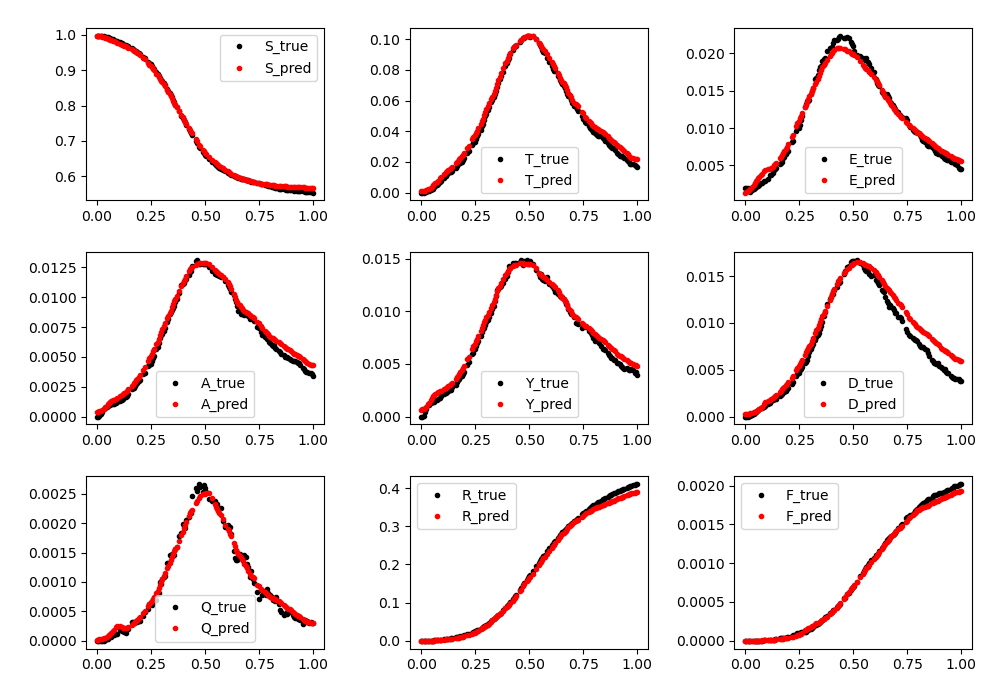 1.0
0.9
0.8
0.7
0.6
0.00 0.25 0.50 0.75 1.00
S_true
S_pred
0.10
0.08
0.06
0.04
0.02
0.00
0.00 0.25 0.50 0.75 1.00
T_true
T_pred
0.020
0.015
0.010
0.005
0.00 0.25 0.50 0.75 1.00
E_true
E_pred
0.0125
0.0100
0.0075
0.0050
0.0025
0.0000
0.00 0.25 0.50 0.75 1.00
A_true
A_pred
0.015
0.010
0.005
0.000
0.00 0.25 0.50 0.75 1.00
Y_true
Y_pred
0.015
0.010
0.005
0.000
0.00 0.25 0.50 0.75 1.00
D_true
D_pred
0.0025
0.0020
0.0015
0.0010
0.0005
0.0000
0.00 0.25 0.50 0.75 1.00
Q_true
Q_pred
0.4
0.3
0.2
0.1
0.0
0.00 0.25 0.50 0.75 1.00
R_true
R_pred
0.0020
0.0015
0.0010
0.0005
0.0000
0.00 0.25 0.50 0.75 1.00
F_true
F_pred